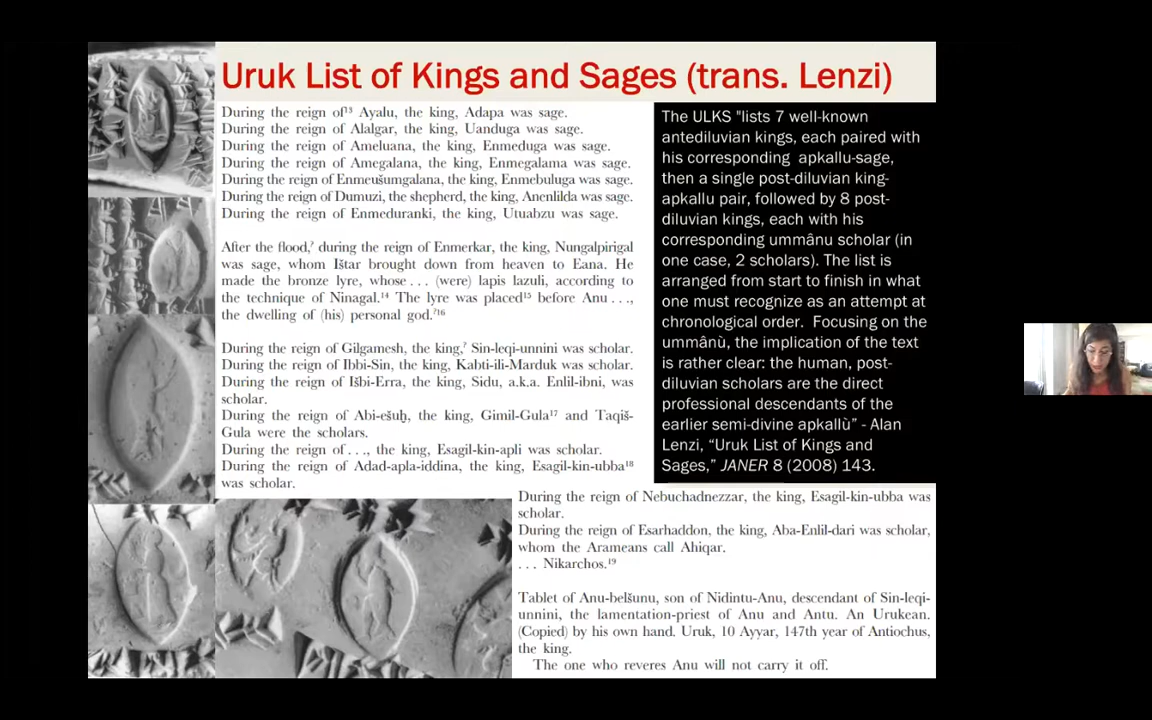 Uruk List of Kings and Sages (trans. Lenzi)
During the reign of¹³ Ayalu, the king, Adapa was sage.
During the reign of Alalgar, the king, Uanduga was sage.
During the reign of Ameluana, the king, Enmeduga was sage.
During the reign of Amegalana, the king, Enmegalama was sage.
During the reign of Enmeušumgalana, the king, Enmebuluga was sage.
During the reign of Dumuzi, the shepherd, the king, Anenlilda was sage.
During the reign of Enmeduranki, the king, Utuabzu was sage.
After the flood,? during the reign of Enmerkar, the king, Nungalpirigal
was sage, whom Ištar brought down from heaven to Eana. He
made the bronze lyre, whose . . . (were) lapis lazuli, according to
the technique of Ninagal.¹⁴ The lyre was placed¹⁵ before Anu . . .,
the dwelling of (his) personal god.?¹⁶
During the reign of Gilgamesh, the king,? Sin-leqi-unnini was scholar.
During the reign of Ibbi-Sin, the king, Kabti-ili-Marduk was scholar.
During the reign of Išbi-Erra, the king, Sidu, a.k.a. Enlil-ibni, was
scholar.
During the reign of Abi-ešuḫ, the king, Gimil-Gula¹⁷ and Taqiš-
Gula were the scholars.
During the reign of . . ., the king, Esagil-kin-apli was scholar.
During the reign of Adad-apla-iddina, the king, Esagil-kin-ubba¹⁸
was scholar.
During the reign of Nebuchadnezzar, the king, Esagil-kin-ubba was
scholar.
During the reign of Esarhaddon, the king, Aba-Enlil-dari was scholar,
whom the Arameans call Ahiqar.
. . . Nikarchos.¹⁹
Tablet of Anu-belšunu, son of Nidintu-Anu, descendant of Sin-leqi-
unnini, the lamentation-priest of Anu and Antu. An Urukean.
(Copied) by his own hand. Uruk, 10 Ayyar, 147th year of Antiochus,
the king.
The one who reveres Anu will not carry it off.
The ULKS "lists 7 well-known
antediluvian kings, each paired with
his corresponding apkallu-sage,
then a single post-diluvian king-
apkallu pair, followed by 8 post-
diluvian kings, each with his
corresponding ummânu scholar (in
one case, 2 scholars). The list is
arranged from start to finish in what
one must recognize as an attempt at
chronological order. Focusing on the
ummânù, the implication of the text
is rather clear: the human, post-
diluvian scholars are the direct
professional descendants of the
earlier semi-divine apkallù” - Alan
Lenzi, “Uruk List of Kings and
Sages,” JANER 8 (2008) 143.